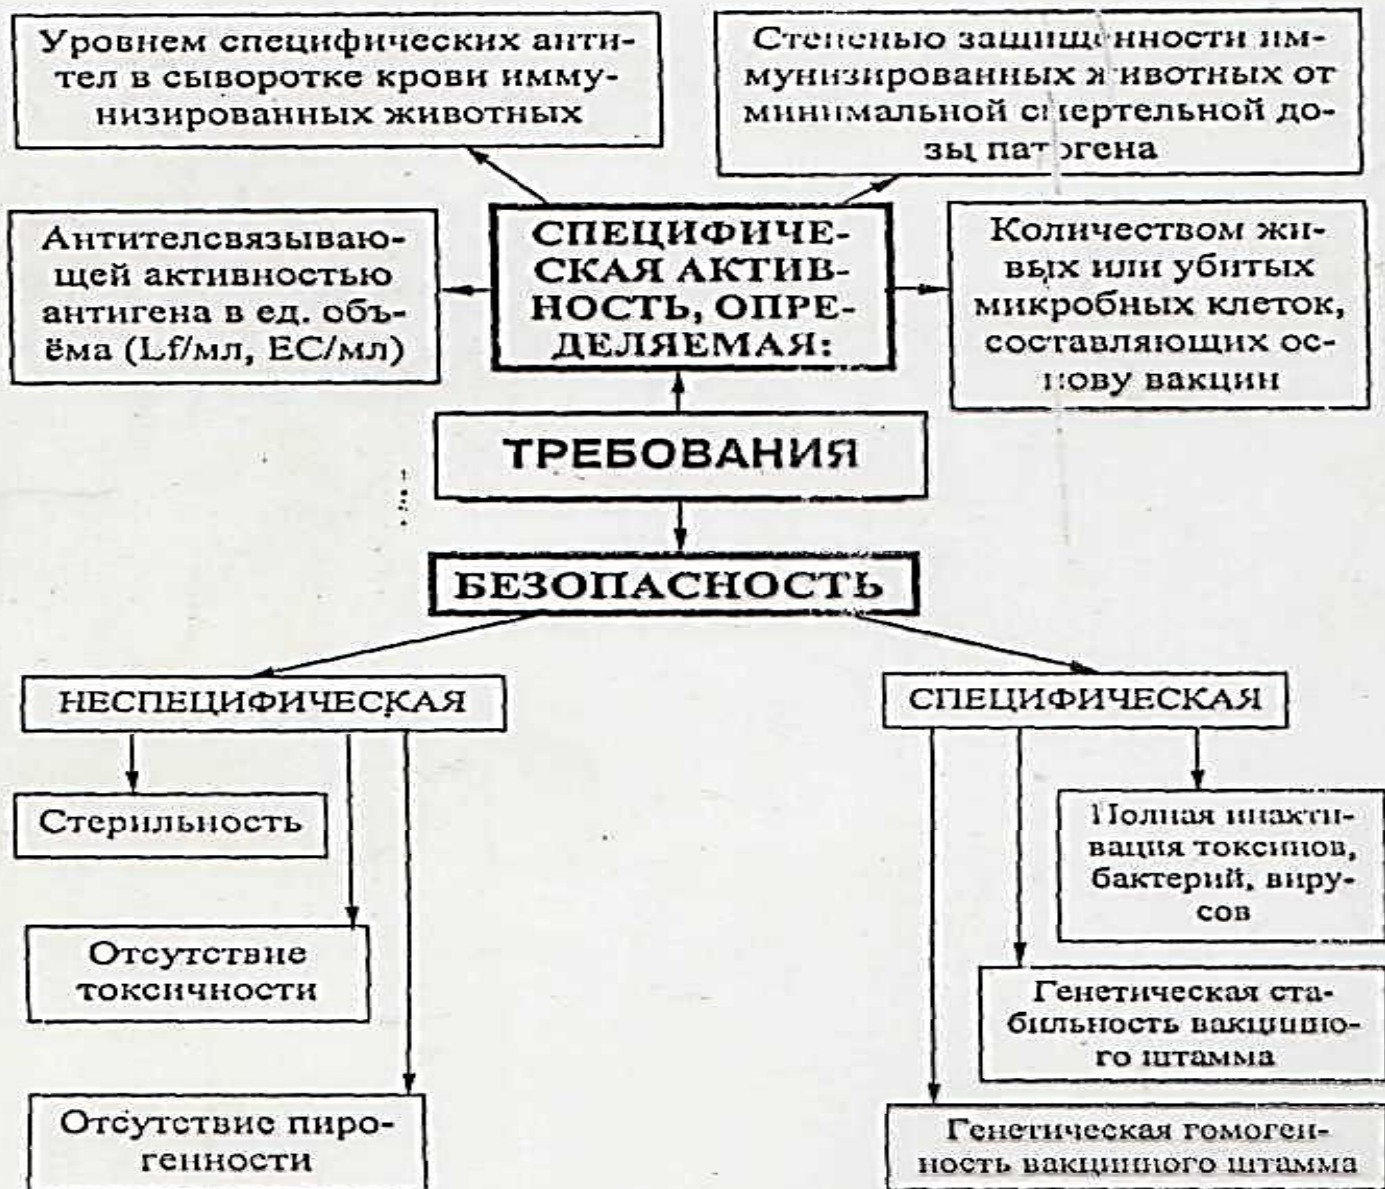 Уровнем специфических анти-
тел в сыворотке крови имму-
низированных животных
Степенью защищенности им-
мунизированных животных от
минимальной смертельной до-
зы патогена
Антителсвязываю-
щей активностью
антигена в ед. объ-
ёма (Lf/мл, ЕС/мл)
СПЕЦИФИЧЕ-
СКАЯ АКТИВ-
НОСТЬ, ОПРЕ-
ДЕЛЯЕМАЯ:
Количеством жи-
вых или убитых
микробных клеток,
составляющих ос-
нову вакцин
ТРЕБОВАНИЯ
БЕЗОПАСНОСТЬ
НЕСПЕЦИФИЧЕСКАЯ
СПЕЦИФИЧЕСКАЯ
Стерильность
Полная инакти-
вация токсинов,
бактерий, виру-
сов
Отсутствие
токсичности
Генетическая ста-
бильность вакцинно-
го штамма
Отсутствие пиро-
генности
Генетическая гомоген-
ность вакцинного штамма